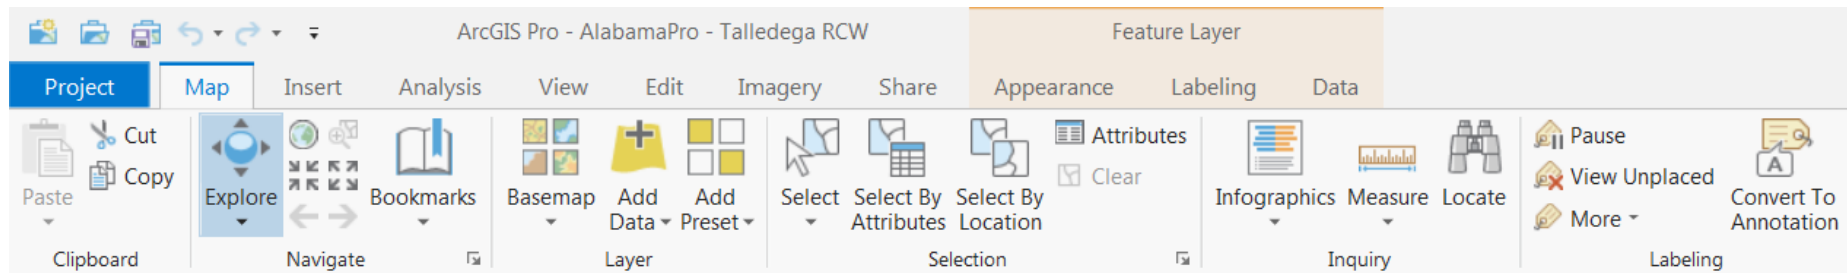 ArcGIS Pro - AlabamaPro - Talledega RCW
Feature Layer
Project
Map
Insert
Analysis
View
Edit
Imagery
Share
Appearance
Labeling
Data
Paste
Cut
Copy
Clipboard
Explore
Bookmarks
Navigate
Basemap
Add
Data
Add
Preset
Layer
Select
Select By
Attributes
Select By
Location
Attributes
Clear
Selection
Infographics
Measure
Locate
Inquiry
Pause
View Unplaced
More
A
Convert To
Annotation
Labeling